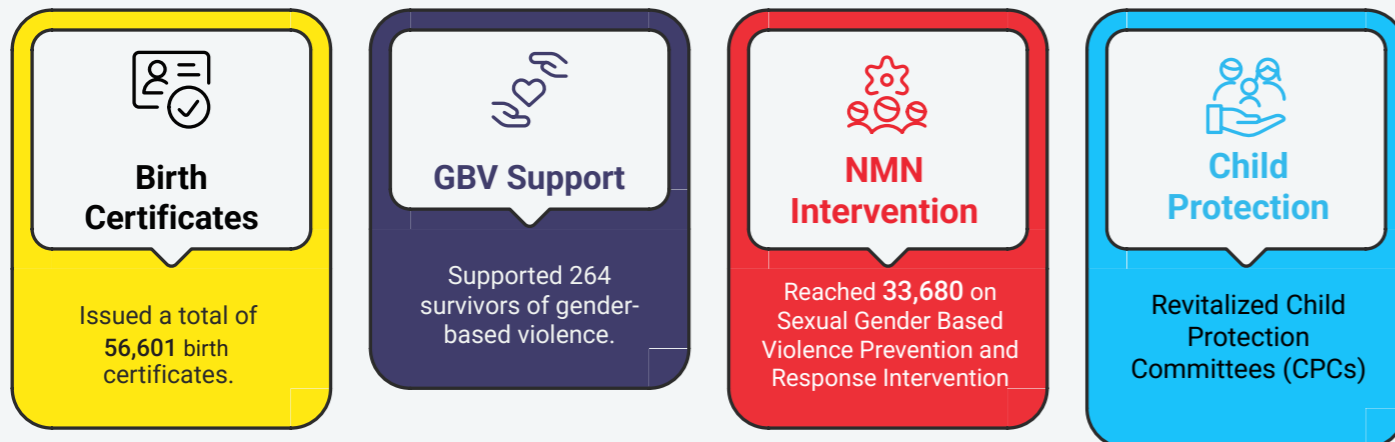 Birth
Certificates
Issued a total of
56,601 birth
certificates.
GBV Support
Supported 264
survivors of gender-
based violence.
NMN
Intervention
Reached 33,680 on
Sexual Gender Based
Violence Prevention and
Response Intervention
Child
Protection
Revitalized Child
Protection
Committees (CPCs)